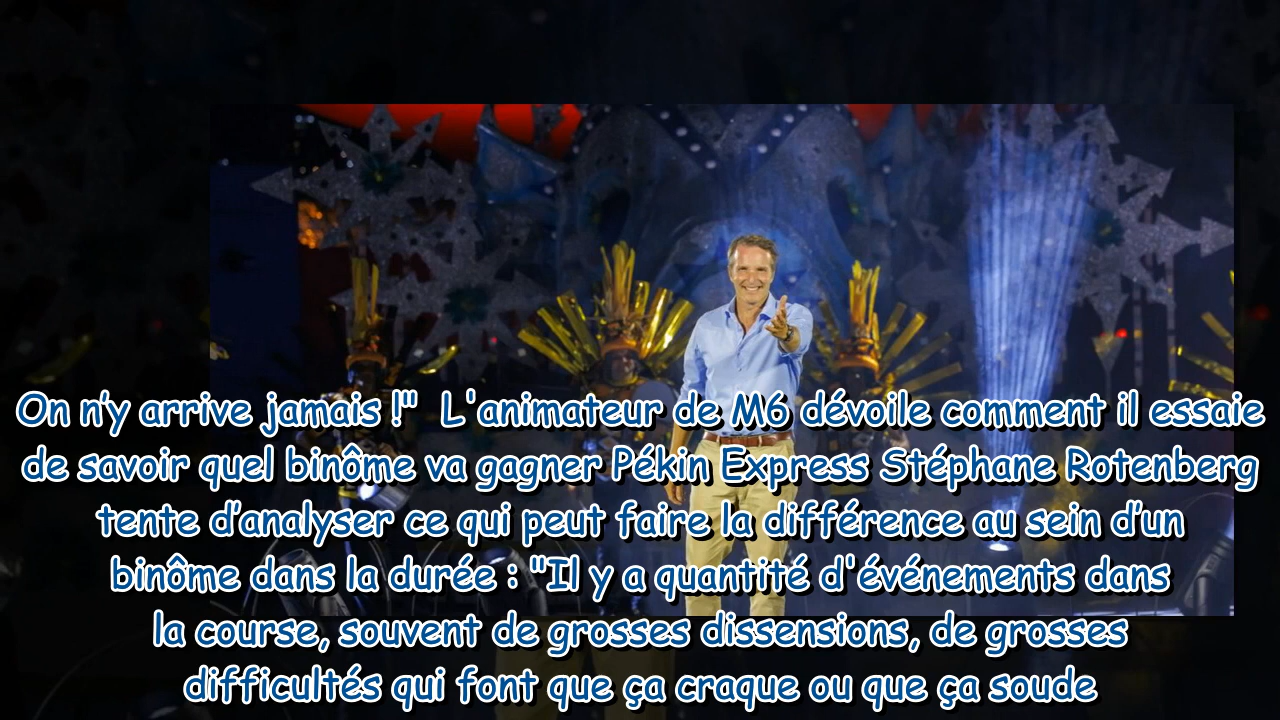 On n’y arrive jamais !"  L'animateur de M6 dévoile comment il essaie
de savoir quel binôme va gagner Pékin Express Stéphane Rotenberg
tente d’analyser ce qui peut faire la différence au sein d’un
binôme dans la durée : "Il y a quantité d'événements dans
la course, souvent de grosses dissensions, de grosses
difficultés qui font que ça craque ou que ça soude